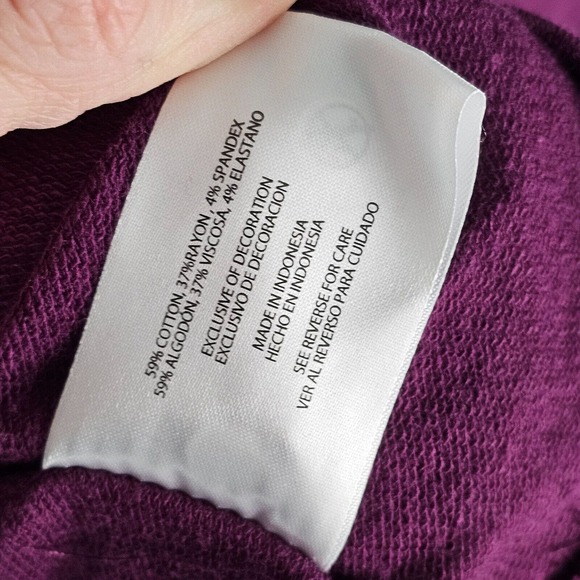 59% COTTON, 37%RAYON, 4% SPANDEX
59% ALGODÓN, 37% VISCOSA, 4% ELASTANO
EXCLUSIVE OF DECORATION
EXCLUSIVO DE DECORACION
MADE IN INDONESIA
HECHO EN INDONESIA
SEE REVERSE FOR CARE
VER AL REVERSO PARA CUIDADO